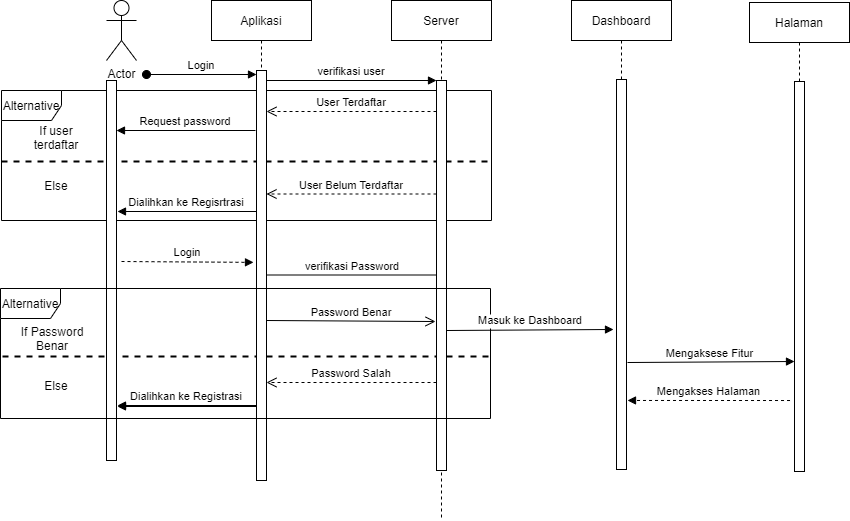 Aplikasi
Server
Dashboard
Halaman
Actor
Login
verifikasi user
Alternative
User Terdaftar
If user
terdaftar
Request password
Else
User Belum Terdaftar
Dialihkan ke Regisrtrasi
Login
verifikasi Password
Alternative
Password Benar
Masuk ke Dashboard
If Password
Benar
Mengaksese Fitur
Else
Password Salah
Mengakses Halaman
Dialihkan ke Registrasi